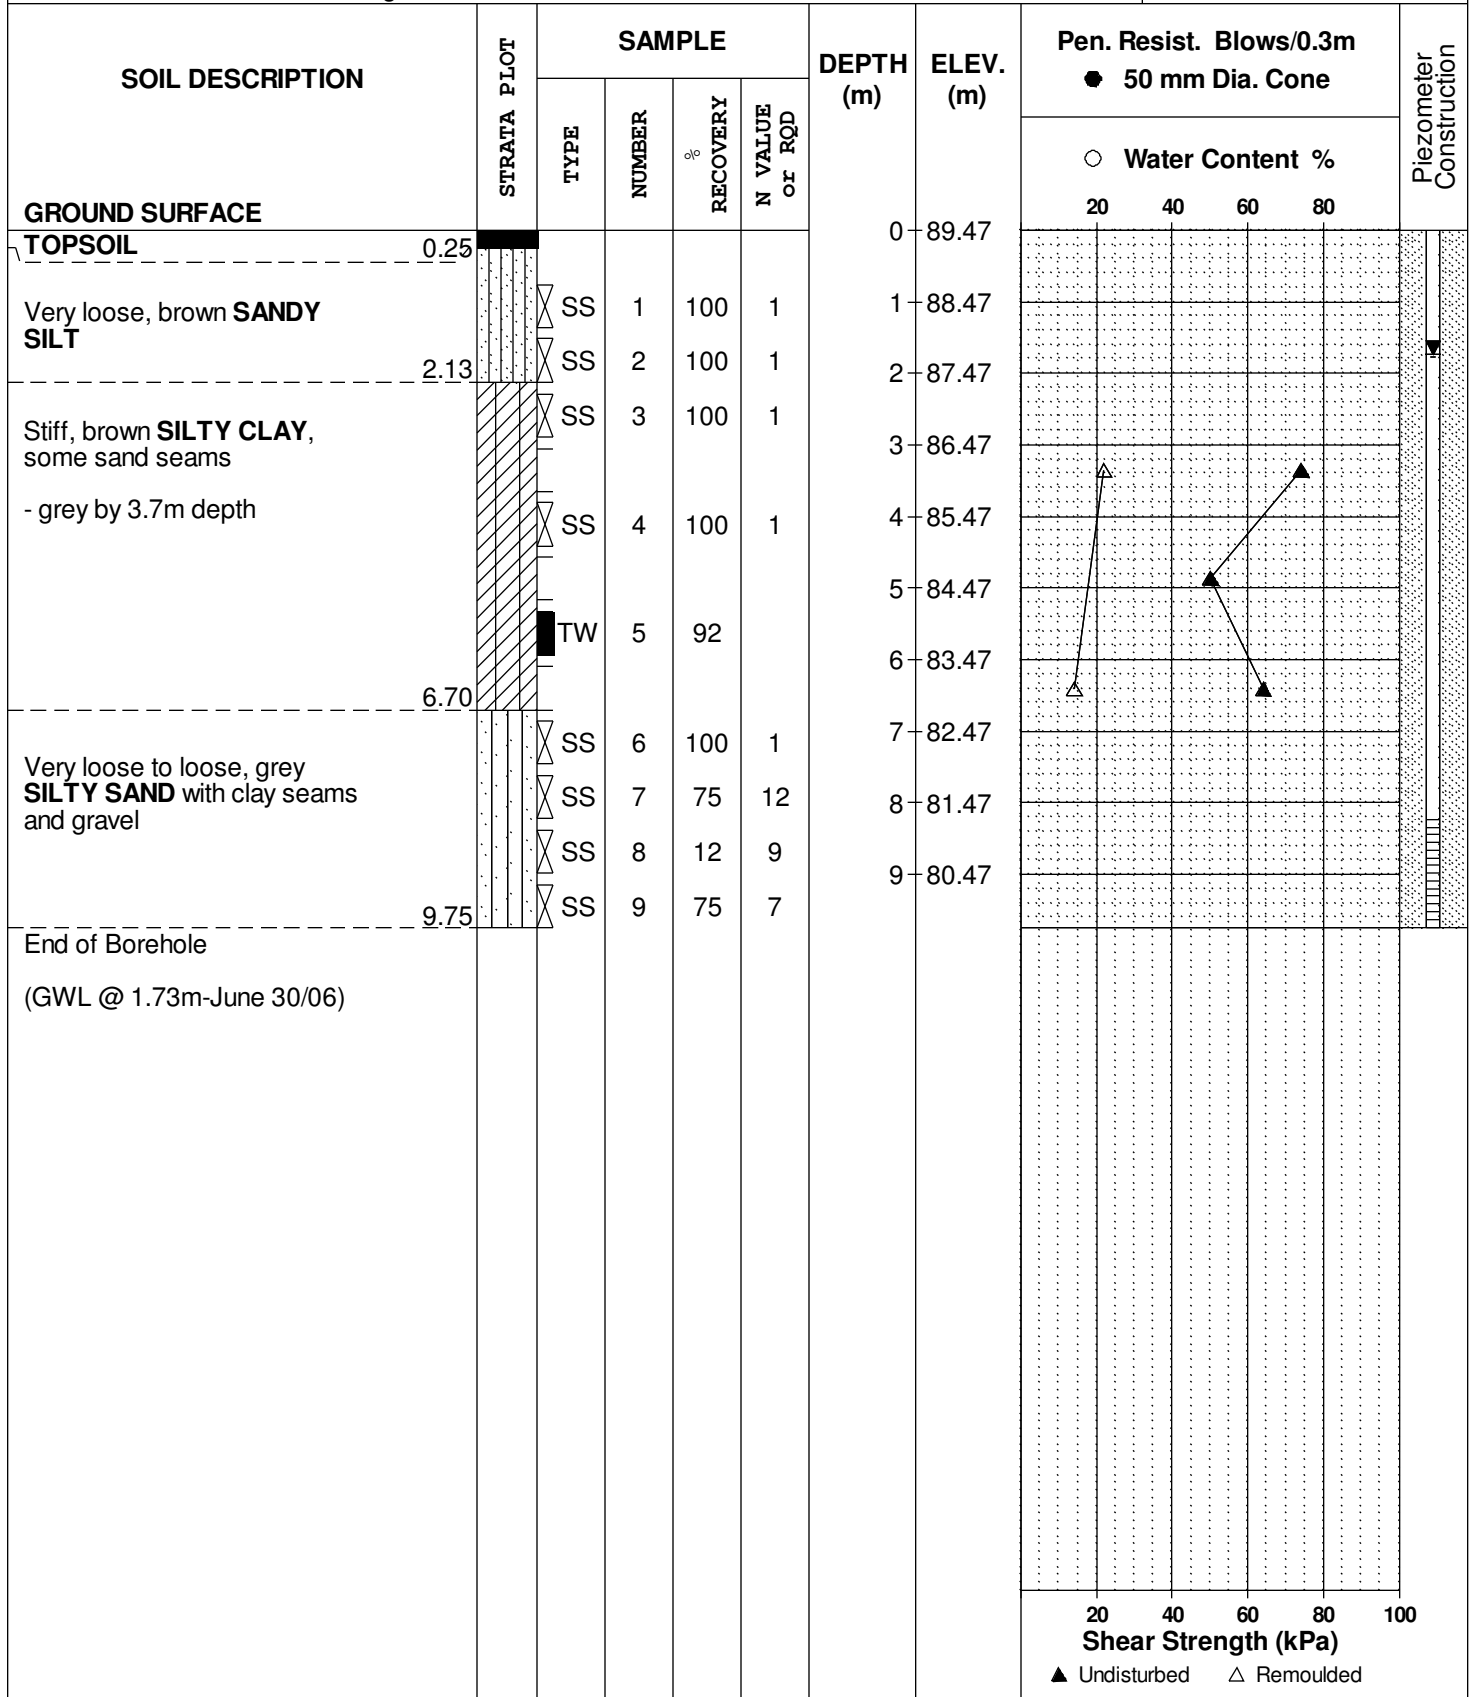 SOIL DESCRIPTION
GROUND SURFACE
STRATA PLOT
SAMPLE
TYPE
NUMBER
%
RECOVERY
N VALUE
or RQD
DEPTH
(m)
ELEV.
(m)
Pen. Resist. Blows/0.3m
● 50 mm Dia. Cone
○ Water Content %
20 40 60 80
Piezometer
Construction
0 89.47
TOPSOIL 0.25
Very loose, brown SANDY
SILT
2.13
SS 1 100 1
1 88.47
SS 2 100 1
2 87.47
Stiff, brown SILTY CLAY,
some sand seams
- grey by 3.7m depth
6.70
SS 3 100 1
3 86.47
SS 4 100 1
4 85.47
5 84.47
TW 5 92
6 83.47
Very loose to loose, grey
SILTY SAND with clay seams
and gravel
9.75
SS 6 100 1
7 82.47
SS 7 75 12
8 81.47
SS 8 12 9
9 80.47
SS 9 75 7
End of Borehole
(GWL @ 1.73m-June 30/06)
20 40 60 80 100
Shear Strength (kPa)
▲ Undisturbed △ Remoulded